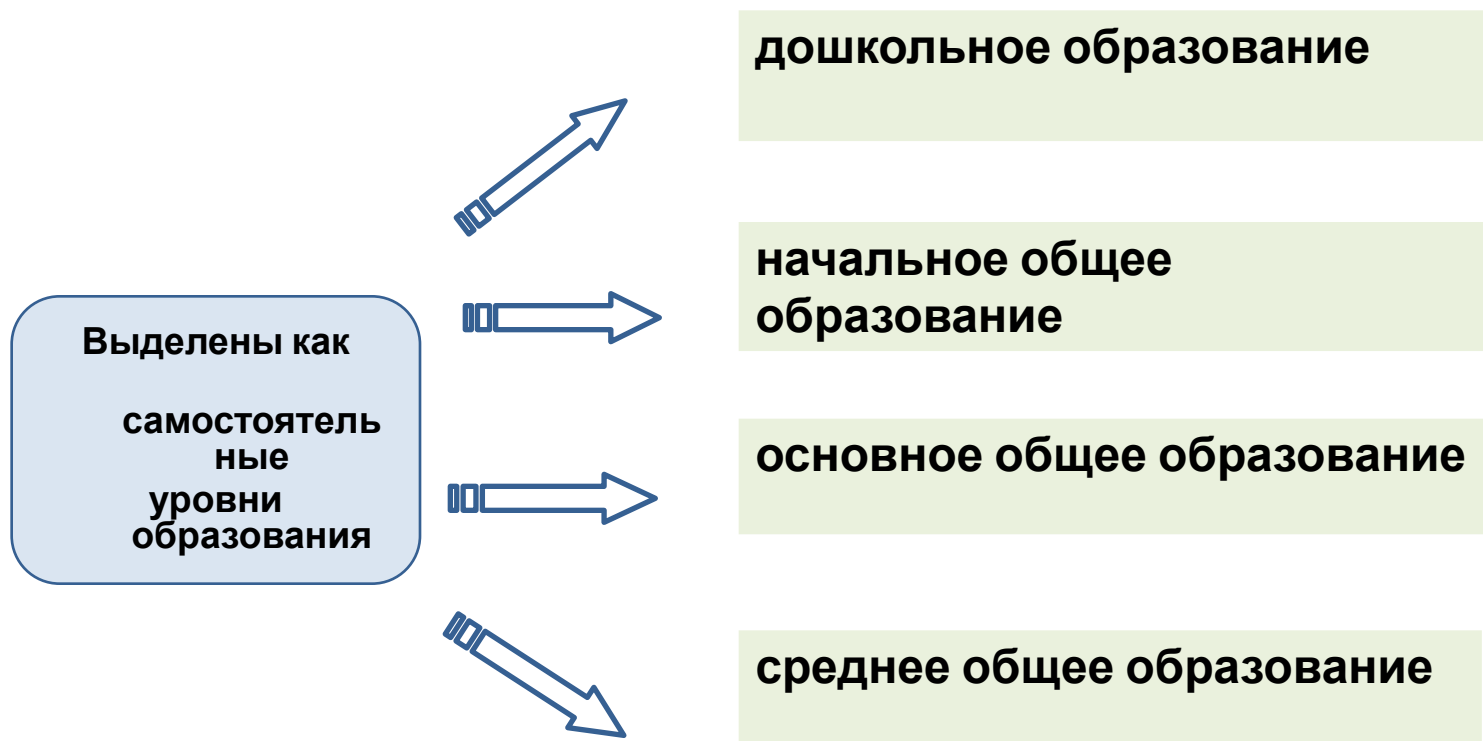 Выделены как
самостоятель
ные
уровни
образования
дошкольное образование
начальное общее
образование
основное общее образование
среднее общее образование